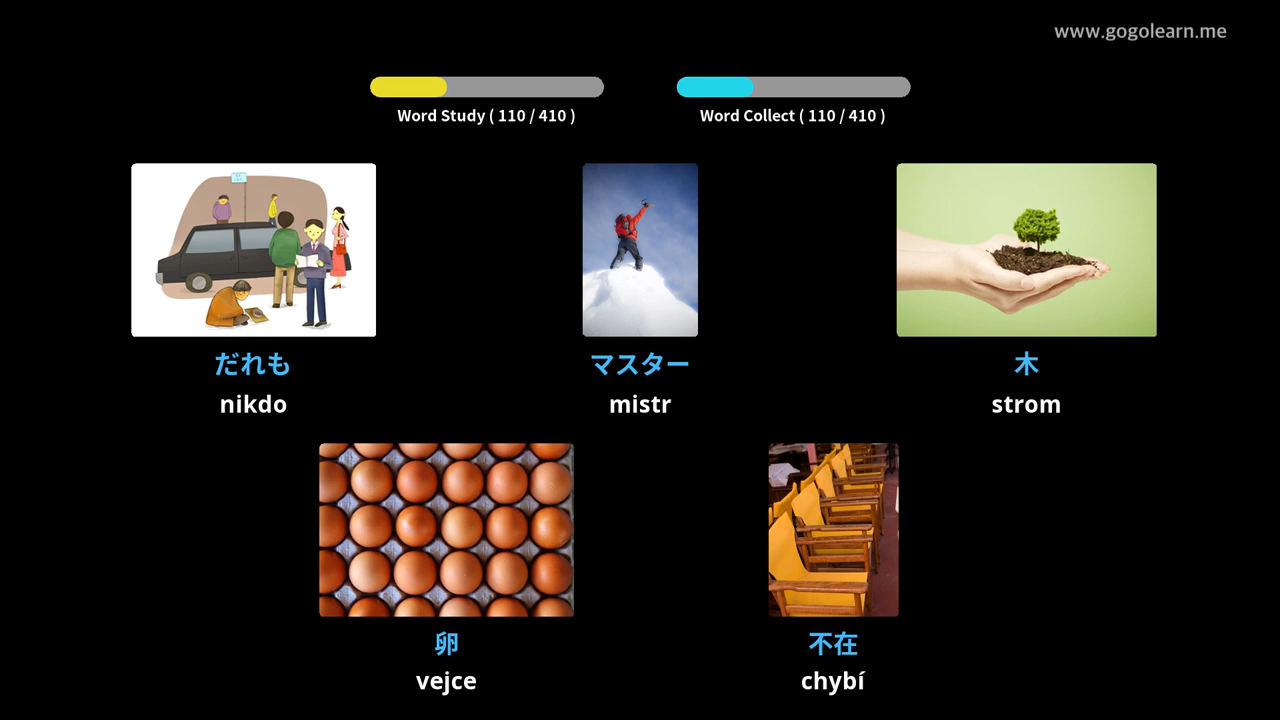 www.gogolearn.me
Word Study ( 110 / 410 )
Word Collect ( 110 / 410 )
だれも
nikdo
マスター
mistr
木
strom
卵
vejce
不在
chybí